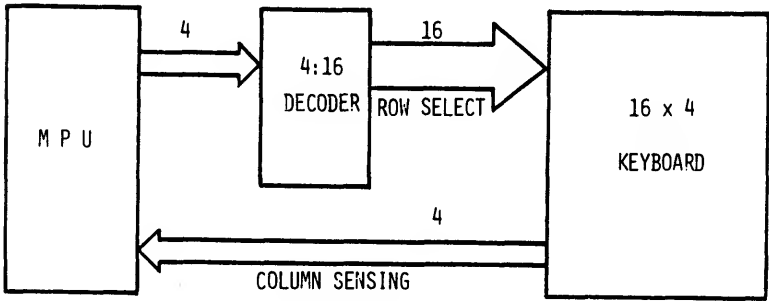 4
16
4:16
DECODER
ROW SELECT
16 x 4
KEYBOARD
M P U
4
COLUMN SENSING